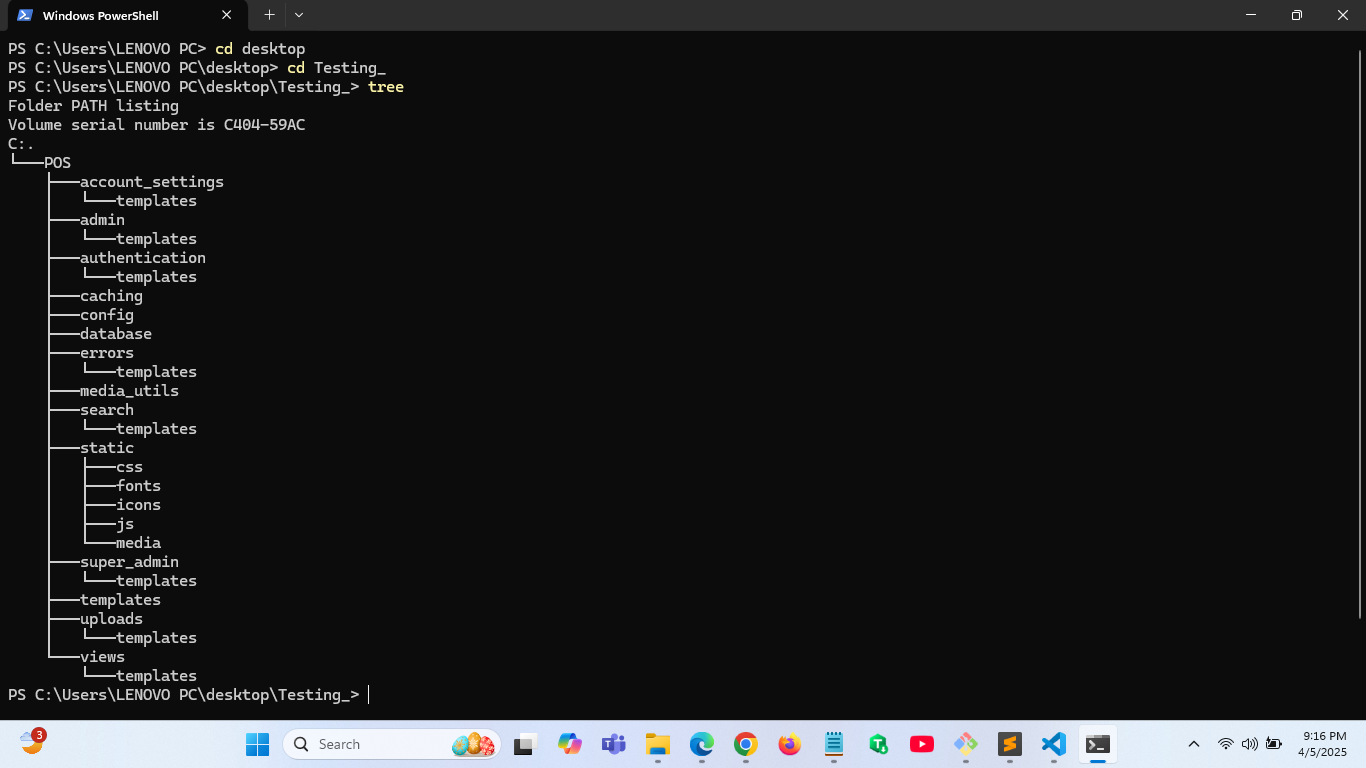 Windows PowerShell
PS C:\Users\LENOVO PC> cd desktop
PS C:\Users\LENOVO PC\desktop> cd Testing_
PS C:\Users\LENOVO PC\desktop\Testing_> tree
Folder PATH listing
Volume serial number is C404-59AC
C:.
└───POS
    ├───account_settings
    │   └───templates
    ├───admin
    │   └───templates
    ├───authentication
    │   └───templates
    ├───caching
    ├───config
    ├───database
    ├───errors
    │   └───templates
    ├───media_utils
    ├───search
    │   └───templates
    ├───static
    │   ├───css
    │   ├───fonts
    │   ├───icons
    │   ├───js
    │   └───media
    ├───super_admin
    │   └───templates
    ├───templates
    ├───uploads
    │   └───templates
    └───views
        └───templates
PS C:\Users\LENOVO PC\desktop\Testing_>
3
Search
9:16 PM
4/5/2025